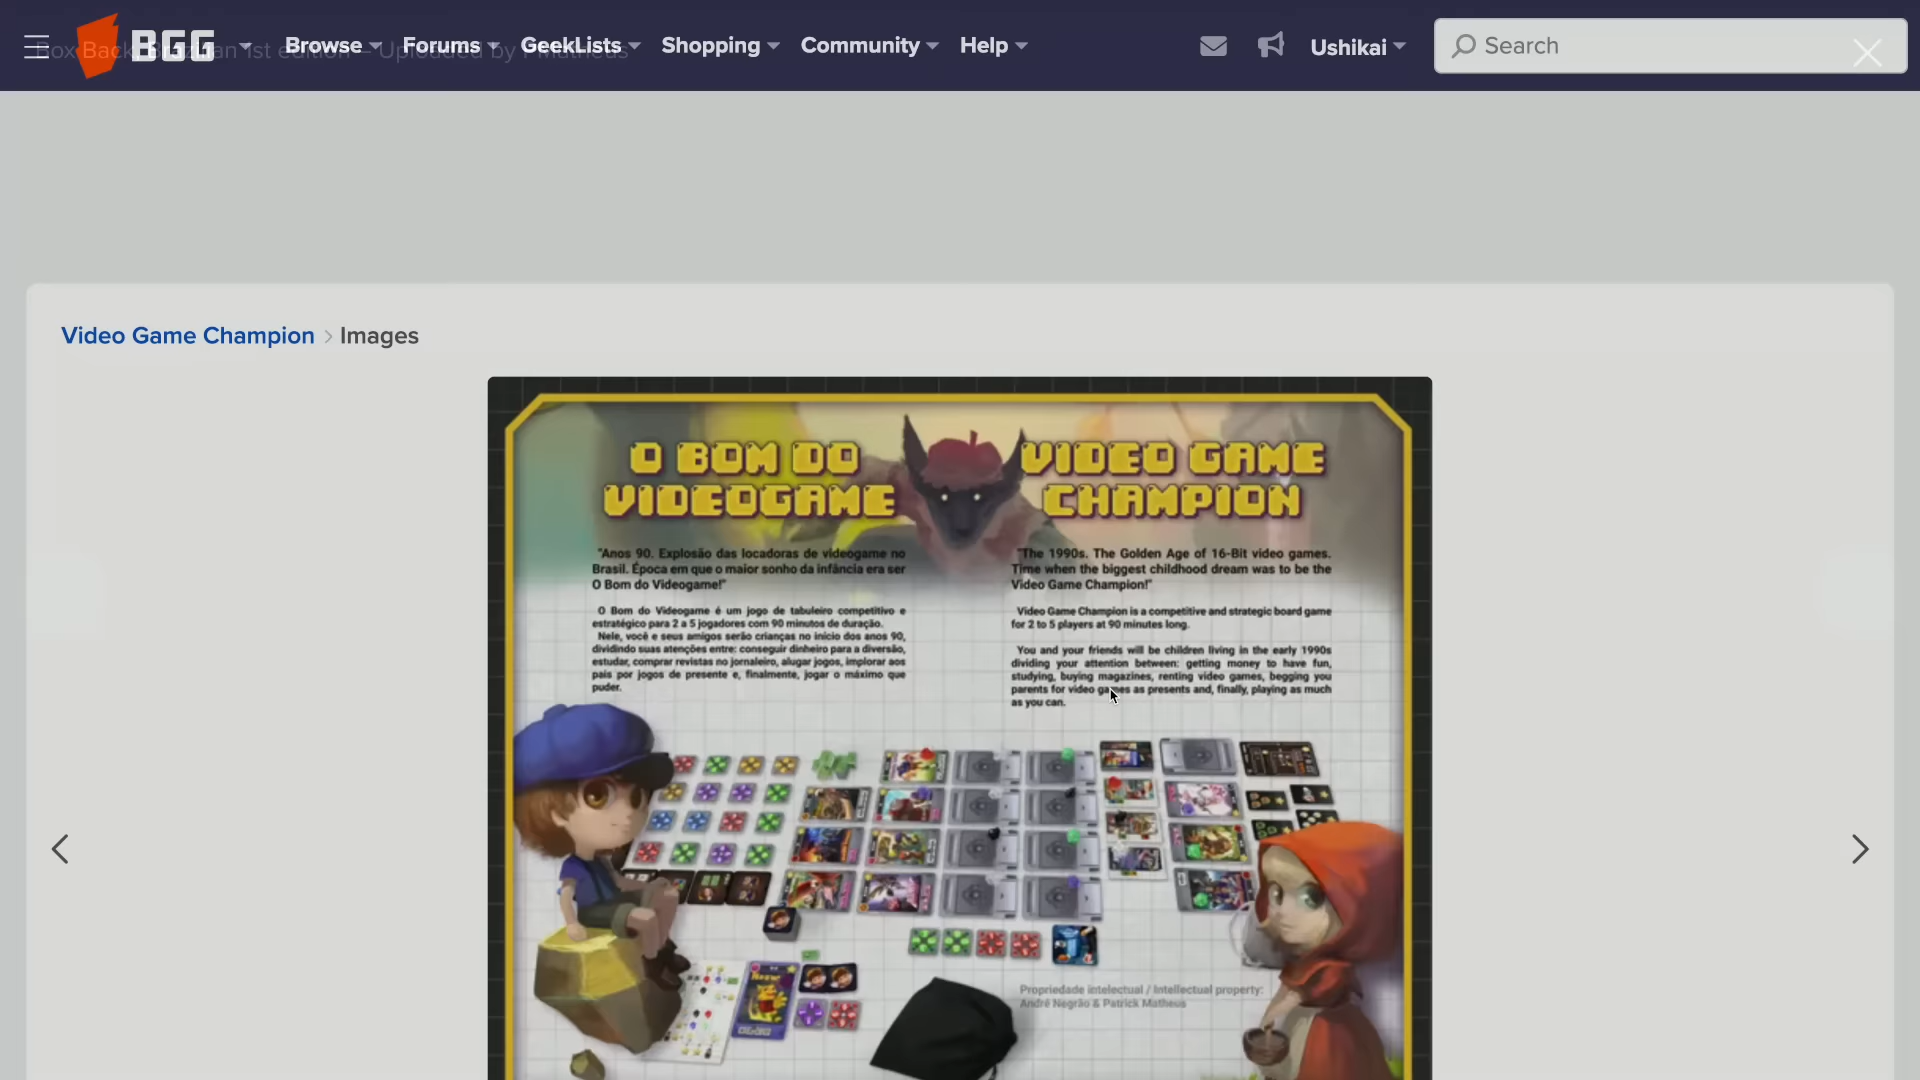 Box Back, Brazilian 1st edition — Uploaded by PMatheus
BGG
Browse
Forums
GeekLists
Shopping
Community
Help
Ushikai
Search
Video Game Champion > Images
O BOM DO
VIDEOGAME
"Anos 90. Explosão das locadoras de videogame no
Brasil. Época em que o maior sonho da infância era ser
O Bom do Videogame!"
O Bom do Videogame é um jogo de tabuleiro competitivo e
estratégico para 2 a 5 jogadores com 90 minutos de duração.
Nele, você e seus amigos serão crianças no início dos anos 90,
dividindo suas atenções entre: conseguir dinheiro para a diversão,
estudar, comprar revistas no jornaleiro, alugar jogos, implorar aos
pais por jogos de presente e, finalmente, jogar o máximo que
puder.
VIDEO GAME
CHAMPION
"The 1990s. The Golden Age of 16-Bit video games.
Time when the biggest childhood dream was to be the
Video Game Champion!"
Video Game Champion is a competitive and strategic board game
for 2 to 5 players at 90 minutes long.
You and your friends will be children living in the early 1990s
dividing your attention between: getting money to have fun,
studying, buying magazines, renting video games, begging you
parents for video games as presents and, finally, playing as much
as you can.
Propriedade intelectual / Intellectual property:
André Negrão & Patrick Matheus